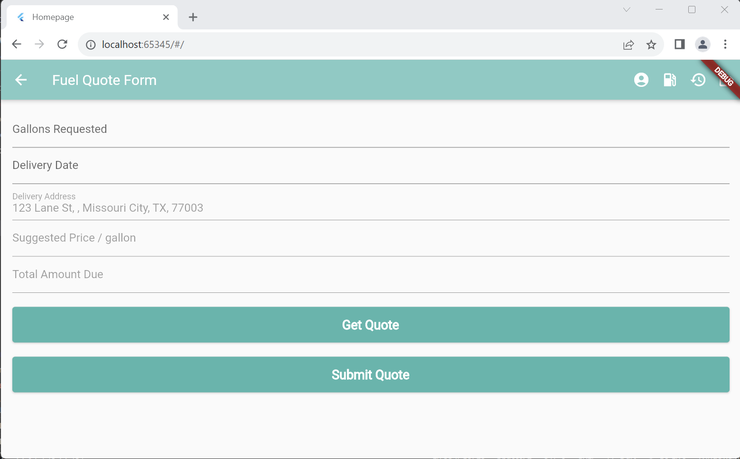 Homepage
localhost:65345/#/
Fuel Quote Form
DEBUG
Gallons Requested
Delivery Date
Delivery Address
123 Lane St, , Missouri City, TX, 77003
Suggested Price / gallon
Total Amount Due
Get Quote
Submit Quote